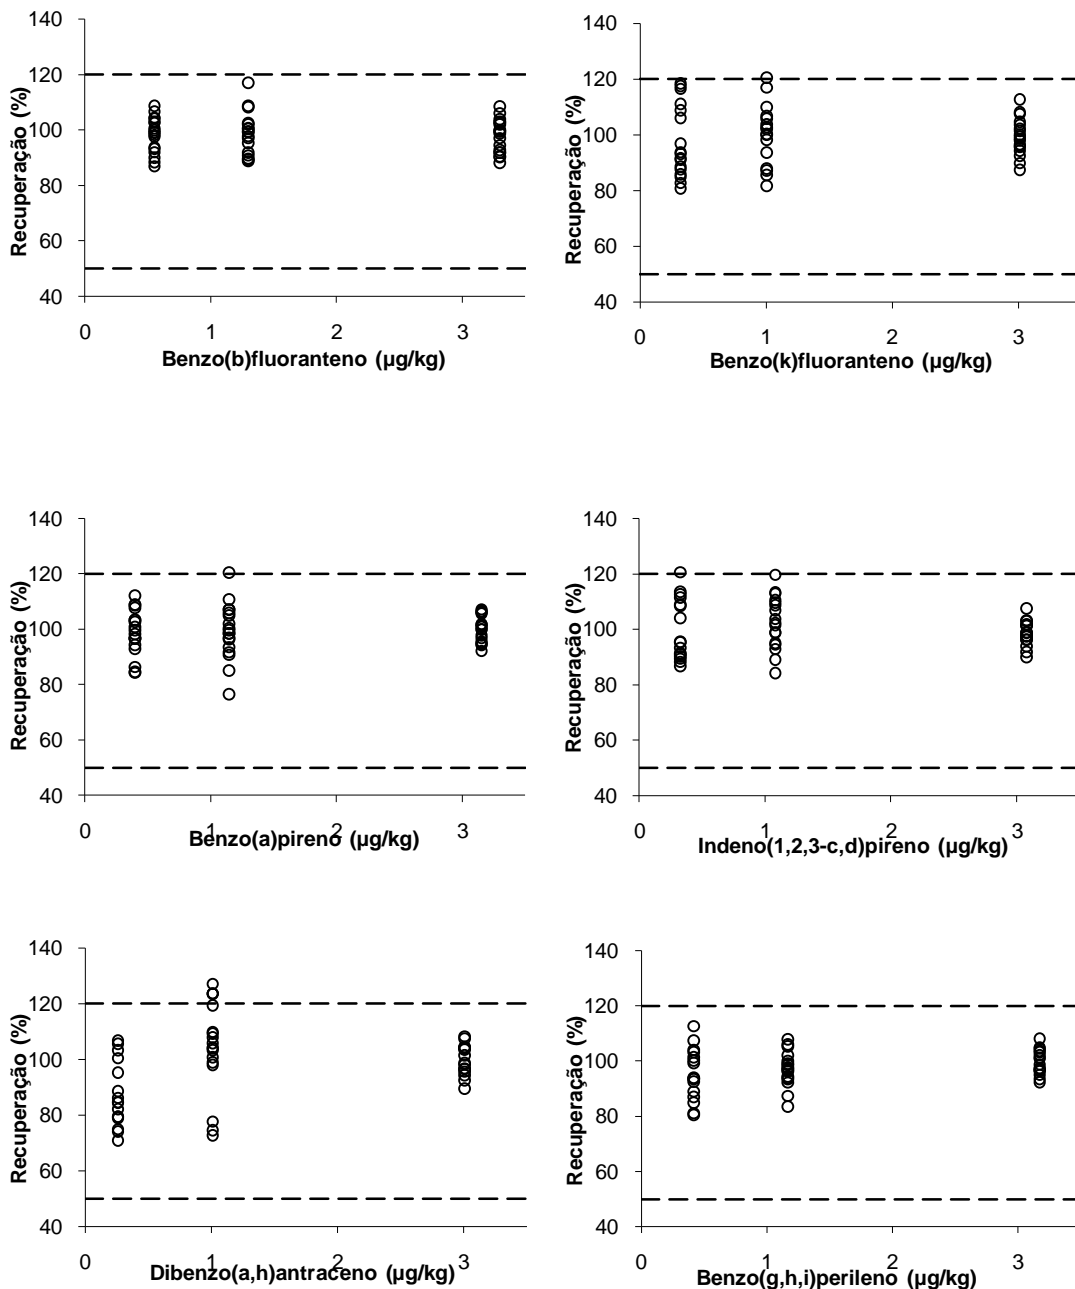 140
120
100
80
60
40
Recuperação (%)
0 1 2 3
Benzo(b)fluoranteno (µg/kg)
140
120
100
80
60
40
Recuperação (%)
0 1 2 3
Benzo(k)fluoranteno (µg/kg)
140
120
100
80
60
40
Recuperação (%)
0 1 2 3
Benzo(a)pireno (µg/kg)
140
120
100
80
60
40
Recuperação (%)
0 1 2 3
Indeno(1,2,3-c,d)pireno (µg/kg)
140
120
100
80
60
40
Recuperação (%)
0 1 2 3
Dibenzo(a,h)antraceno (µg/kg)
140
120
100
80
60
40
Recuperação (%)
0 1 2 3
Benzo(g,h,i)perileno (µg/kg)